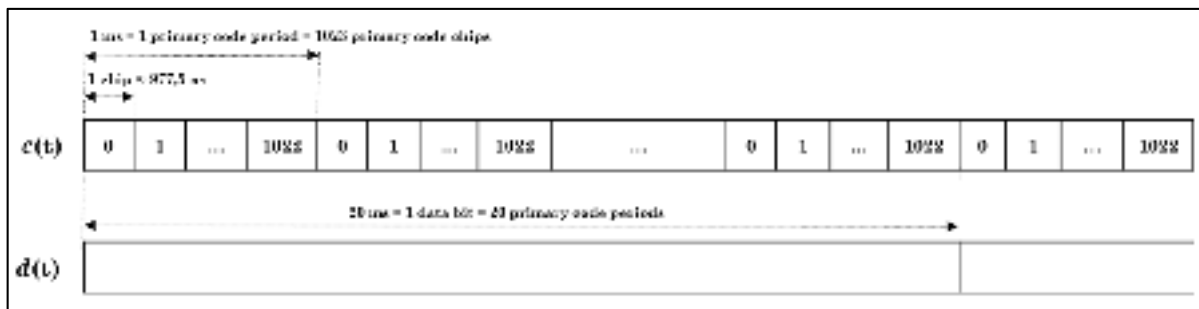 1 ms = 1 primary code period = 1023 primary code chips
1 chip = 977,5 ns
c(t) 0 1 ... 1022 0 1 ... 1022 ... 0 1 ... 1022 0 1 ... 1022
20 ms = 1 data bit = 20 primary code periods
d(t)